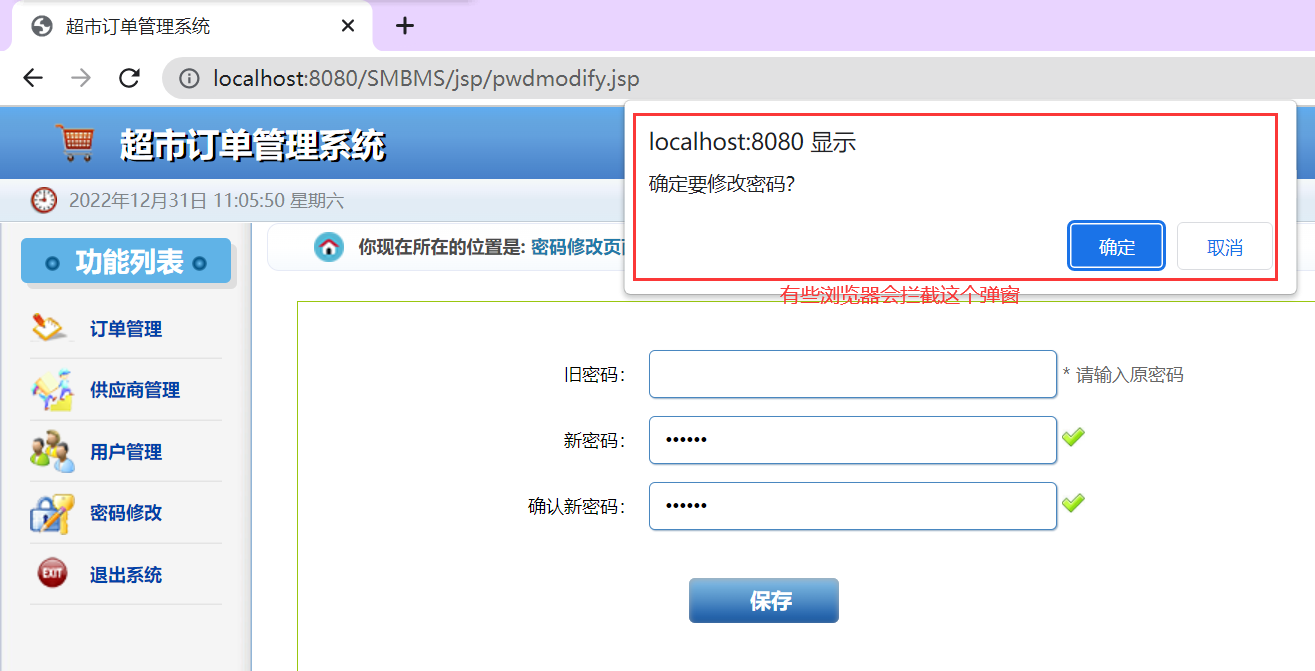 超市订单管理系统
localhost:8080/SMBMS/jsp/pwdmodify.jsp
超市订单管理系统
localhost:8080 显示
确定要修改密码?
确定 取消
有些浏览器会拦截这个弹窗
2022年12月31日 11:05:50 星期六
功能列表
你现在所在的位置是: 密码修改页
订单管理
供应商管理
用户管理
密码修改
EXIT 退出系统
旧密码： * 请输入原密码
新密码： ••••••
确认新密码： ••••••
保存